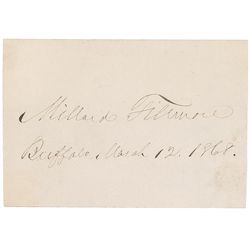 Millard Fillmore
Buffalo, March 12, 1868.